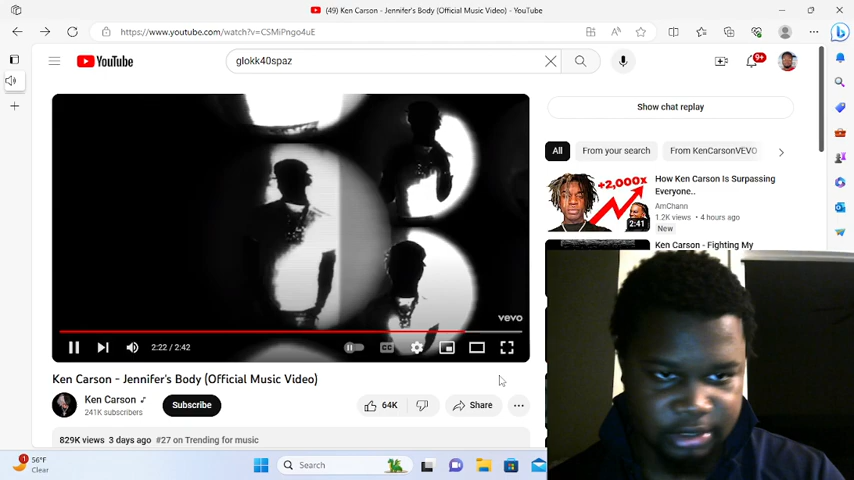 (49) Ken Carson - Jennifer's Body (Official Music Video) - YouTube
https://www.youtube.com/watch?v=CSMiPngo4uE
YouTube
glokk40spaz
9+
Show chat replay
All
From your search
From KenCarsonVEVO
+2,000x
2:41
How Ken Carson Is Surpassing
Everyone..
AmChann
1.2K views • 4 hours ago
New
Ken Carson - Fighting My
vevo
CC
2:22 / 2:42
Ken Carson - Jennifer's Body (Official Music Video)
Ken Carson
241K subscribers
Subscribe
64K
Share
829K views 3 days ago #27 on Trending for music
1
56°F
Clear
Search